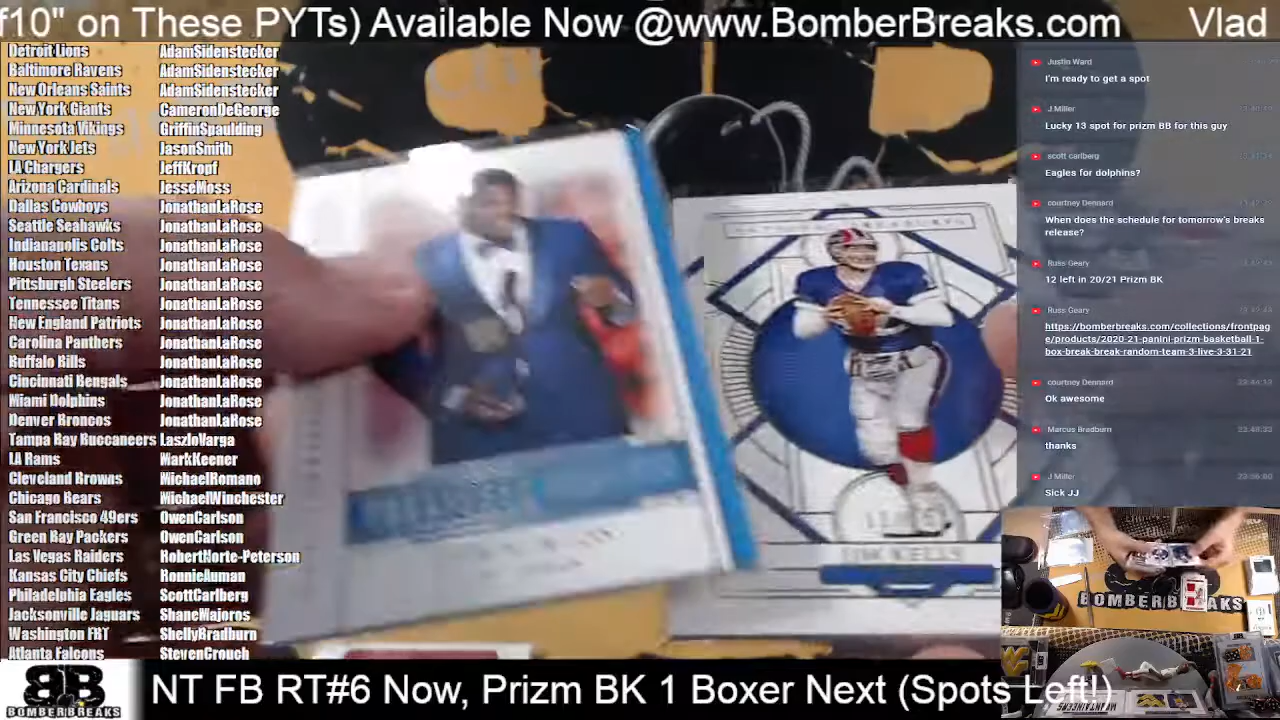 f10" on These PYTs) Available Now @www.BomberBreaks.com Vlad
Detroit Lions AdamSidenstecker
Baltimore Ravens AdamSidenstecker
New Orleans Saints AdamSidenstecker
New York Giants CameronDeGeorge
Minnesota Vikings GriffinSpaulding
New York Jets JasonSmith
LA Chargers JeffKropf
Arizona Cardinals JesseMoss
Dallas Cowboys JonathanLaRose
Seattle Seahawks JonathanLaRose
Indianapolis Colts JonathanLaRose
Houston Texans JonathanLaRose
Pittsburgh Steelers JonathanLaRose
Tennessee Titans JonathanLaRose
New England Patriots JonathanLaRose
Carolina Panthers JonathanLaRose
Buffalo Bills JonathanLaRose
Cincinnati Bengals JonathanLaRose
Miami Dolphins JonathanLaRose
Denver Broncos JonathanLaRose
Tampa Bay Buccaneers LaszloVarga
LA Rams MarkKeener
Cleveland Browns MichaelRomano
Chicago Bears MichaelWinchester
San Francisco 49ers OwenCarlson
Green Bay Packers OwenCarlson
Las Vegas Raiders RobertNorte-Peterson
Kansas City Chiefs RonnieAuman
Philadelphia Eagles ScottCarlberg
Jacksonville Jaguars ShaneMajoros
Washington FBT ShellyBradburn
Atlanta Falcons StevenCrouch
JIM KELLY
Justin Ward
I'm ready to get a spot
J Miller
Lucky 13 spot for prizm BB for this guy
scott carlberg
Eagles for dolphins?
courtney Dennard
When does the schedule for tomorrow's breaks
release?
Russ Geary
12 left in 20/21 Prizm BK
Russ Geary
https://bomberbreaks.com/collections/frontpag
e/products/2020-21-panini-prizm-basketball-1-
box-break-break-random-team-3-live-3-31-21
courtney Dennard
Ok awesome
Marcus Bradburn
thanks
J Miller
Sick JJ
BOMBERBREAKS
MOUNTAINEERS
BB
BOMBERBREAKS
NT FB RT#6 Now, Prizm BK 1 Boxer Next (Spots Left!)